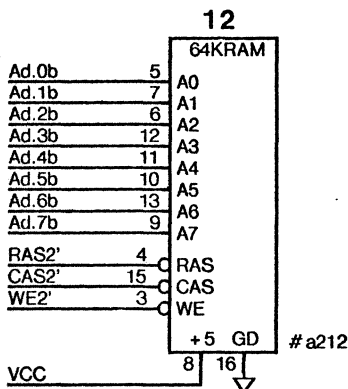 12
64KRAM
Ad.0b 5 A0
Ad.1b 7 A1
Ad.2b 6 A2
Ad.3b 12 A3
Ad.4b 11 A4
Ad.5b 10 A5
Ad.6b 13 A6
Ad.7b 9 A7
RAS2' 4 RAS
CAS2' 15 CAS
WE2' 3 WE
+5 GD #a212
VCC 8 16